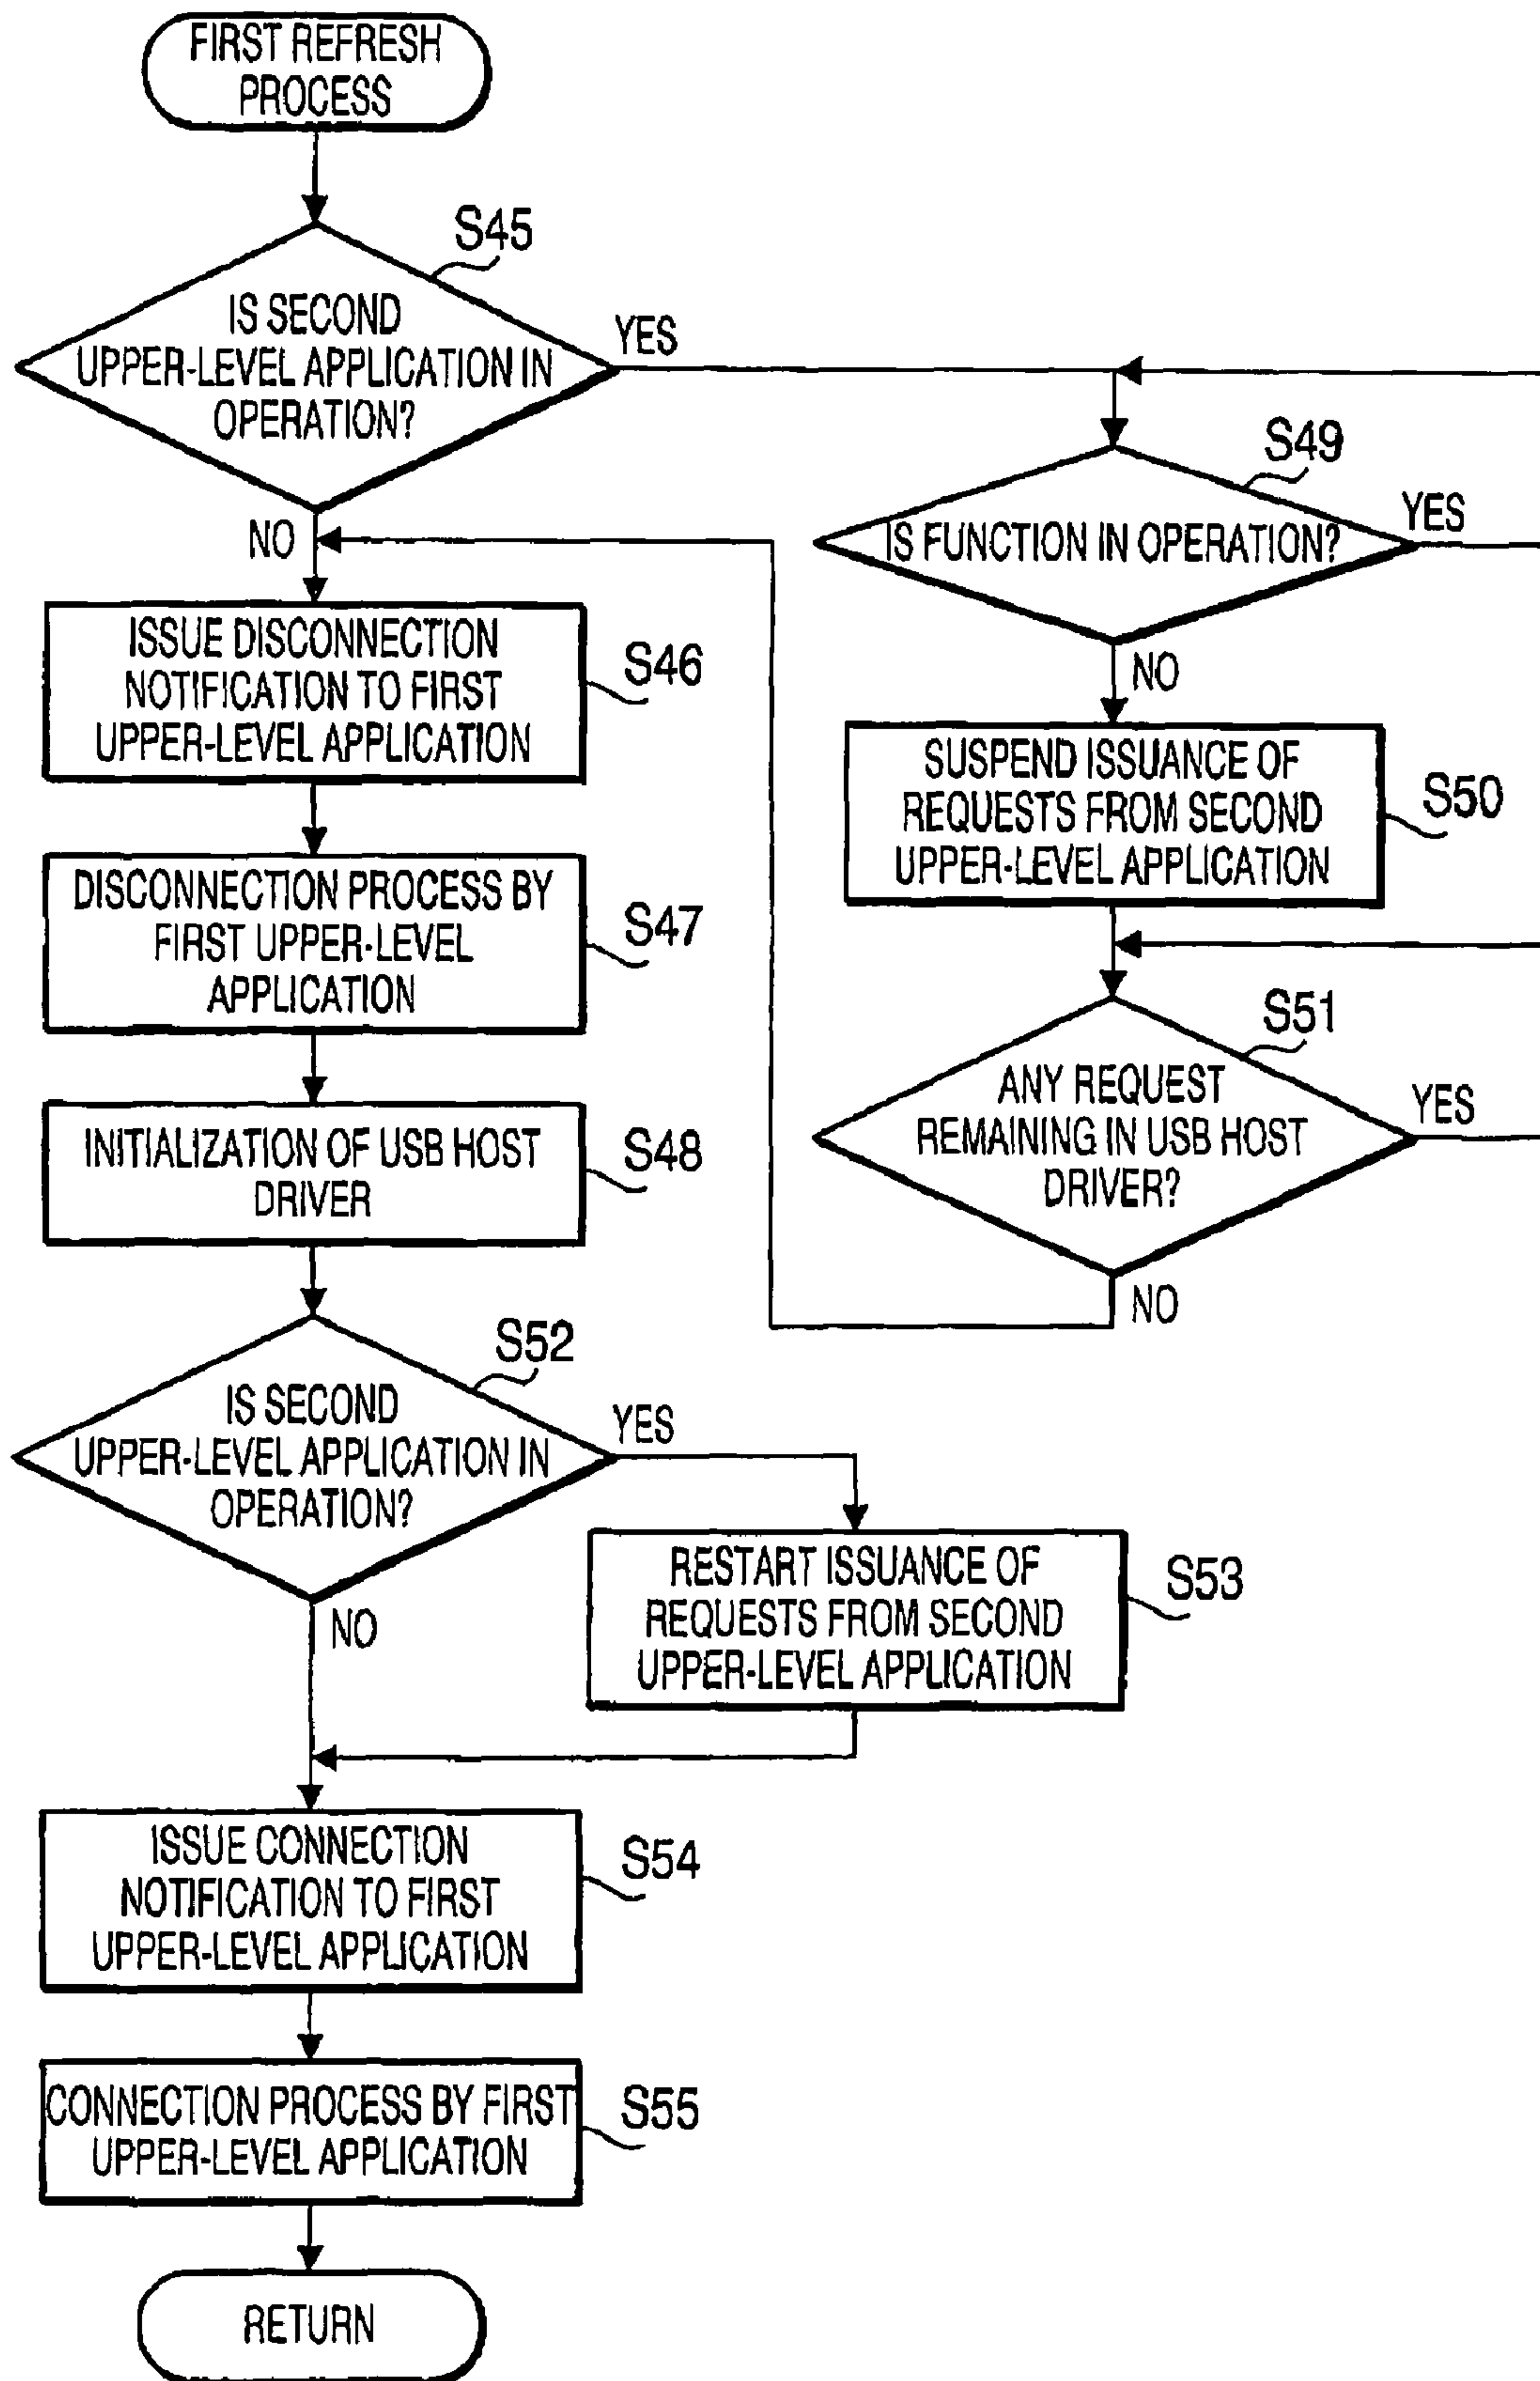 FIRST REFRESH
PROCESS
S45
IS SECOND
UPPER-LEVEL APPLICATION IN
OPERATION?
YES
NO
ISSUE DISCONNECTION
NOTIFICATION TO FIRST
UPPER-LEVEL APPLICATION
S46
DISCONNECTION PROCESS BY
FIRST UPPER-LEVEL
APPLICATION
S47
INITIALIZATION OF USB HOST
DRIVER
S48
S49
IS FUNCTION IN OPERATION?
YES
NO
SUSPEND ISSUANCE OF
REQUESTS FROM SECOND
UPPER-LEVEL APPLICATION
S50
S51
ANY REQUEST
REMAINING IN USB HOST
DRIVER?
YES
NO
S52
IS SECOND
UPPER-LEVEL APPLICATION IN
OPERATION?
YES
NO
RESTART ISSUANCE OF
REQUESTS FROM SECOND
UPPER-LEVEL APPLICATION
S53
ISSUE CONNECTION
NOTIFICATION TO FIRST
UPPER-LEVEL APPLICATION
S54
CONNECTION PROCESS BY FIRST
UPPER-LEVEL APPLICATION
S55
RETURN